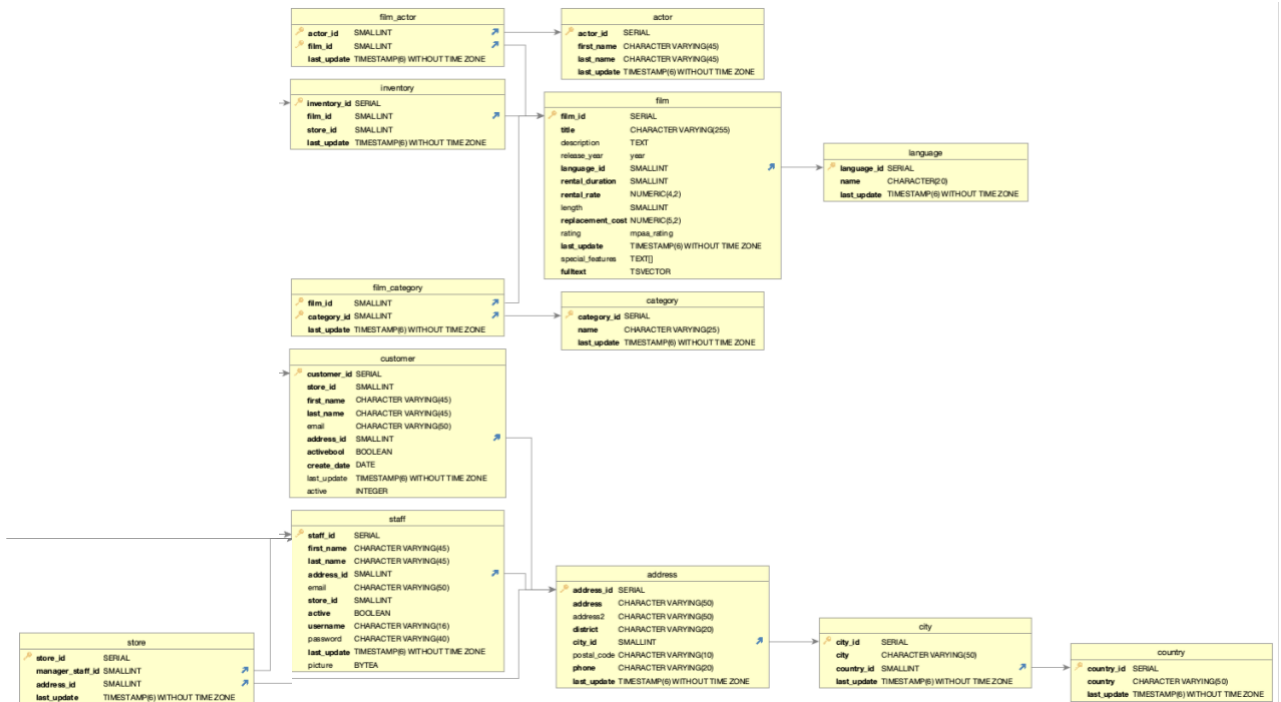 film_actor
actor_id SMALLINT
film_id SMALLINT
last_update TIMESTAMP(6) WITHOUT TIME ZONE
actor
actor_id SERIAL
first_name CHARACTER VARYING(45)
last_name CHARACTER VARYING(45)
last_update TIMESTAMP(6) WITHOUT TIME ZONE
inventory
inventory_id SERIAL
film_id SMALLINT
store_id SMALLINT
last_update TIMESTAMP(6) WITHOUT TIME ZONE
film
film_id SERIAL
title CHARACTER VARYING(255)
description TEXT
release_year year
language_id SMALLINT
rental_duration SMALLINT
rental_rate NUMERIC(4,2)
length SMALLINT
replacement_cost NUMERIC(5,2)
rating mpaa_rating
last_update TIMESTAMP(6) WITHOUT TIME ZONE
special_features TEXT[]
fulltext TSVECTOR
language
language_id SERIAL
name CHARACTER(20)
last_update TIMESTAMP(6) WITHOUT TIME ZONE
film_category
film_id SMALLINT
category_id SMALLINT
last_update TIMESTAMP(6) WITHOUT TIME ZONE
category
category_id SERIAL
name CHARACTER VARYING(25)
last_update TIMESTAMP(6) WITHOUT TIME ZONE
customer
customer_id SERIAL
store_id SMALLINT
first_name CHARACTER VARYING(45)
last_name CHARACTER VARYING(45)
email CHARACTER VARYING(50)
address_id SMALLINT
activebool BOOLEAN
create_date DATE
last_update TIMESTAMP(6) WITHOUT TIME ZONE
active INTEGER
staff
staff_id SERIAL
first_name CHARACTER VARYING(45)
last_name CHARACTER VARYING(45)
address_id SMALLINT
email CHARACTER VARYING(50)
store_id SMALLINT
active BOOLEAN
username CHARACTER VARYING(16)
password CHARACTER VARYING(40)
last_update TIMESTAMP(6) WITHOUT TIME ZONE
picture BYTEA
store
store_id SERIAL
manager_staff_id SMALLINT
address_id SMALLINT
last_update TIMESTAMP(6) WITHOUT TIME ZONE
address
address_id SERIAL
address CHARACTER VARYING(50)
address2 CHARACTER VARYING(50)
district CHARACTER VARYING(20)
city_id SMALLINT
postal_code CHARACTER VARYING(10)
phone CHARACTER VARYING(20)
last_update TIMESTAMP(6) WITHOUT TIME ZONE
city
city_id SERIAL
city CHARACTER VARYING(50)
country_id SMALLINT
last_update TIMESTAMP(6) WITHOUT TIME ZONE
country
country_id SERIAL
country CHARACTER VARYING(50)
last_update TIMESTAMP(6) WITHOUT TIME ZONE